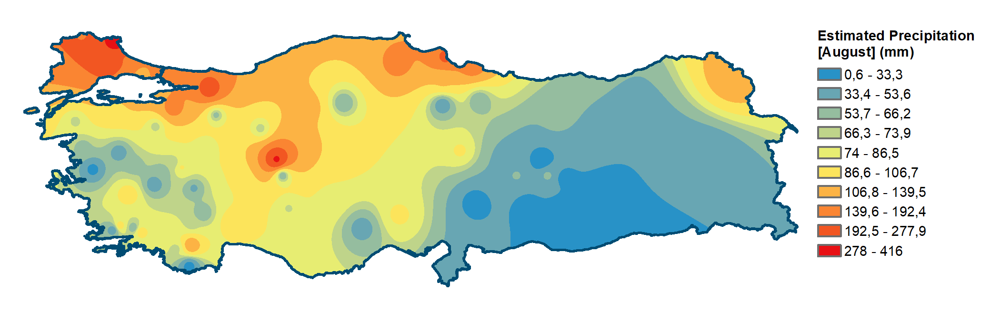 Estimated Precipitation
[August] (mm)
0,6 - 33,3
33,4 - 53,6
53,7 - 66,2
66,3 - 73,9
74 - 86,5
86,6 - 106,7
106,8 - 139,5
139,6 - 192,4
192,5 - 277,9
278 - 416